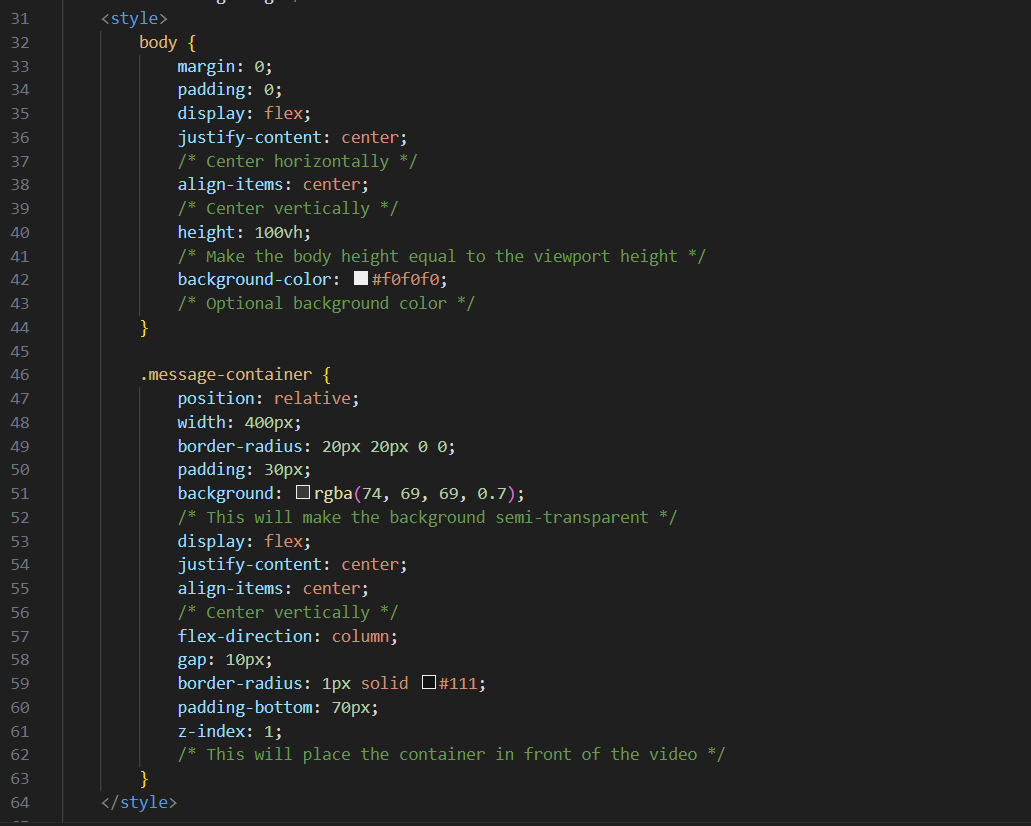 31 <style>
32 body {
33 margin: 0;
34 padding: 0;
35 display: flex;
36 justify-content: center;
37 /* Center horizontally */
38 align-items: center;
39 /* Center vertically */
40 height: 100vh;
41 /* Make the body height equal to the viewport height */
42 background-color: #f0f0f0;
43 /* Optional background color */
44 }
45
46 .message-container {
47 position: relative;
48 width: 400px;
49 border-radius: 20px 20px 0 0;
50 padding: 30px;
51 background: rgba(74, 69, 69, 0.7);
52 /* This will make the background semi-transparent */
53 display: flex;
54 justify-content: center;
55 align-items: center;
56 /* Center vertically */
57 flex-direction: column;
58 gap: 10px;
59 border-radius: 1px solid #111;
60 padding-bottom: 70px;
61 z-index: 1;
62 /* This will place the container in front of the video */
63 }
64 </style>